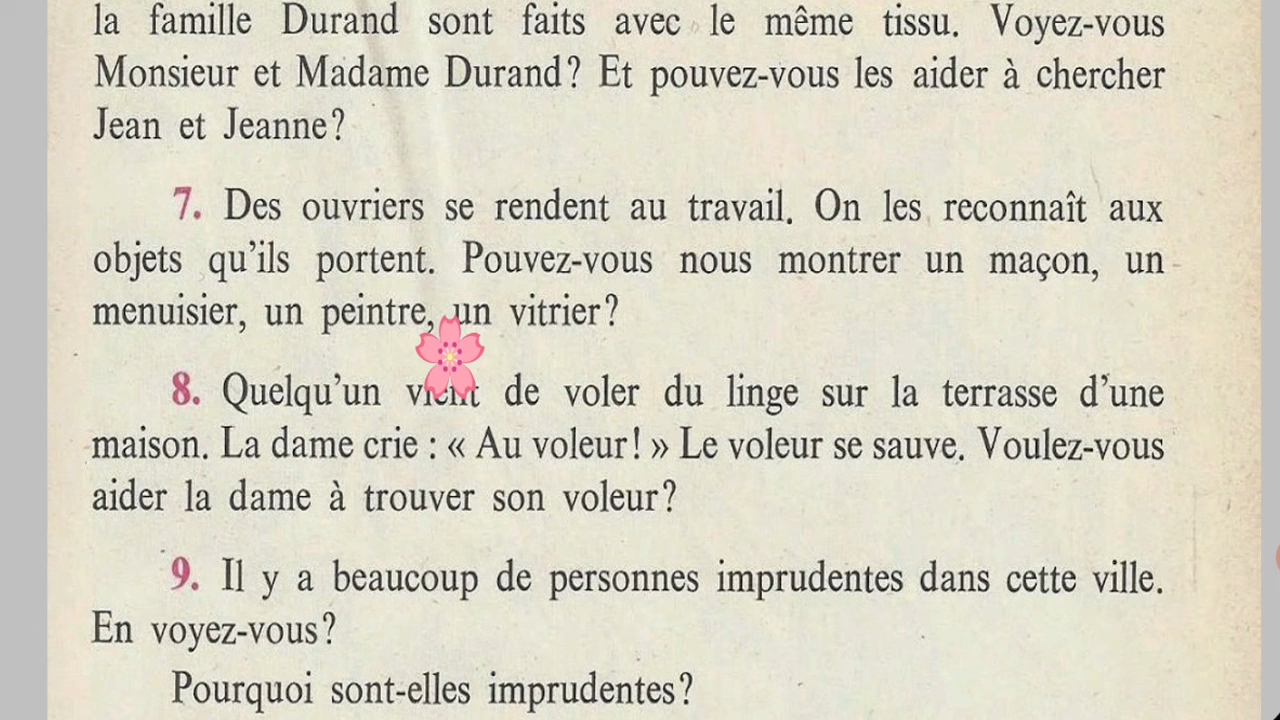 la famille Durand sont faits avec le même tissu. Voyez-vous
Monsieur et Madame Durand? Et pouvez-vous les aider à chercher
Jean et Jeanne?
7. Des ouvriers se rendent au travail. On les reconnaît aux
objets qu'ils portent. Pouvez-vous nous montrer un maçon, un
menuisier, un peintre, un vitrier?
8. Quelqu'un vient de voler du linge sur la terrasse d'une
maison. La dame crie : « Au voleur! » Le voleur se sauve. Voulez-vous
aider la dame à trouver son voleur?
9. Il y a beaucoup de personnes imprudentes dans cette ville.
En voyez-vous?
Pourquoi sont-elles imprudentes?